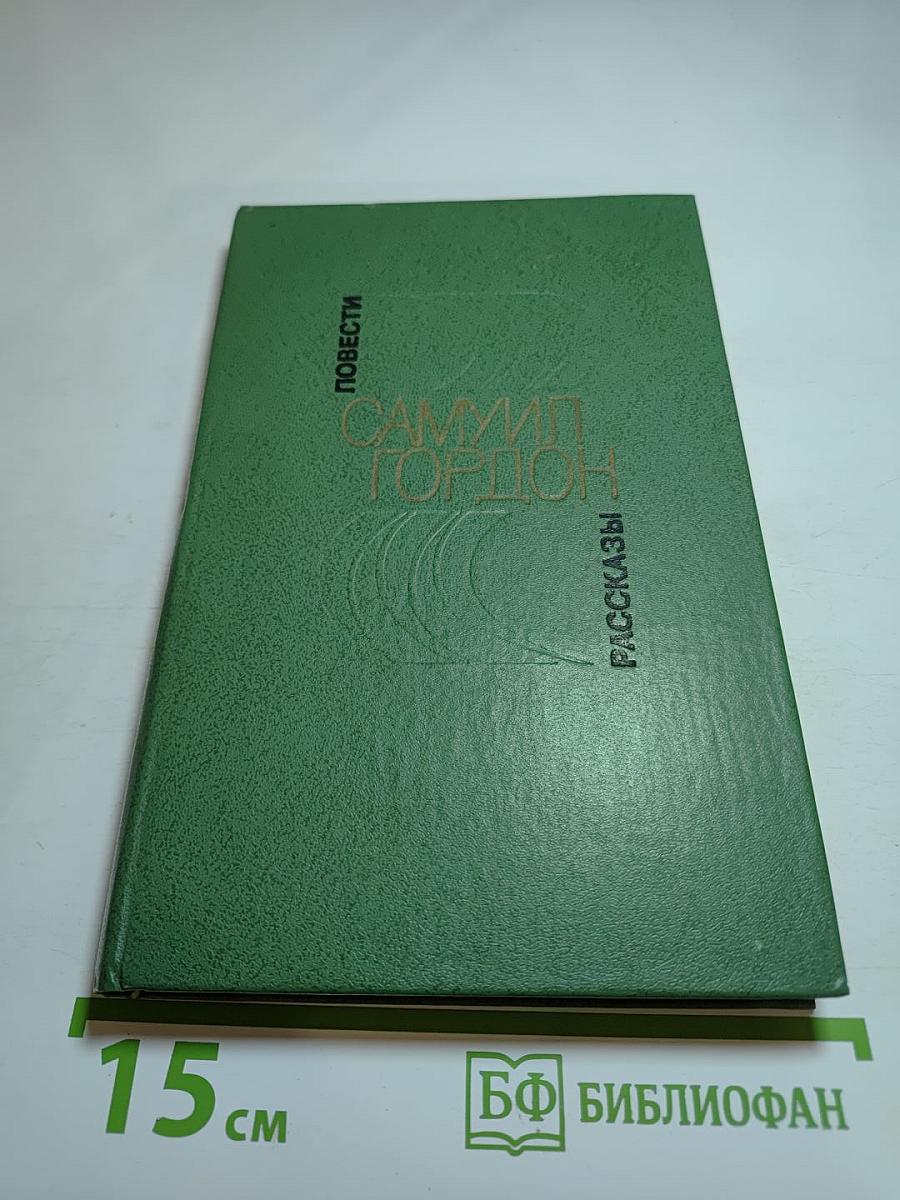 ПОВЕСТИ
САМУИЛ
ГОРДОН
РАССКАЗЫ
15 см
БФ БИБЛИОФАН